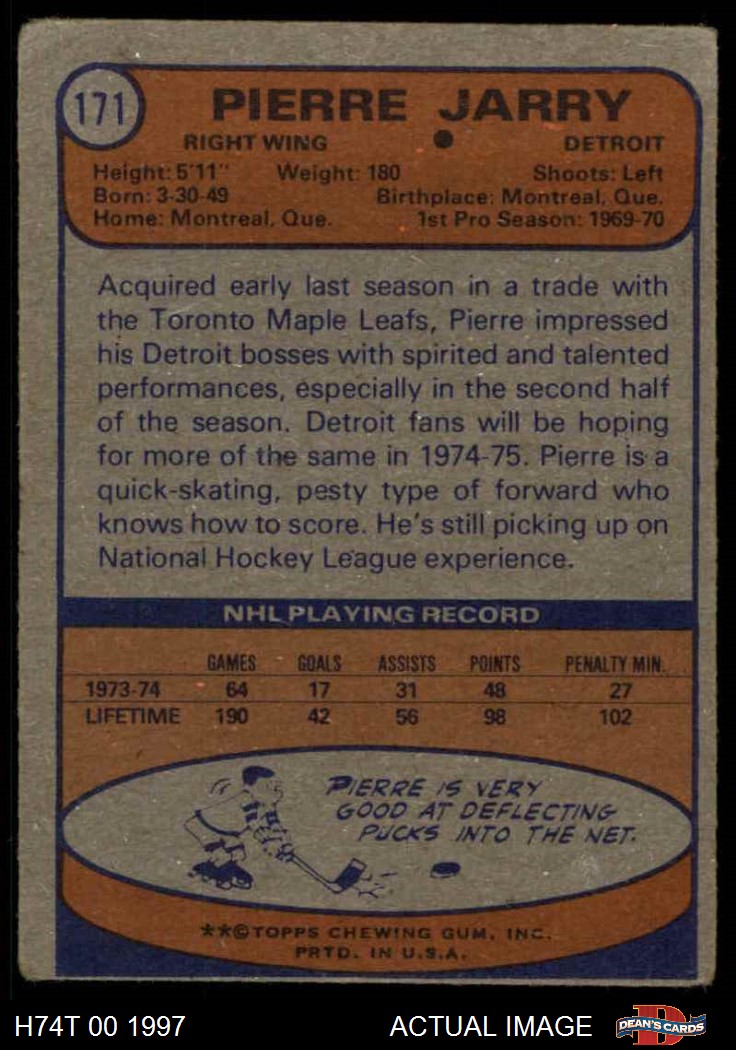 171
PIERRE JARRY
RIGHT WING DETROIT
Height: 5'11" Weight: 180 Shoots: Left
Born: 3-30-49 Birthplace: Montreal, Que.
Home: Montreal, Que. 1st Pro Season: 1969-70
Acquired early last season in a trade with
the Toronto Maple Leafs, Pierre impressed
his Detroit bosses with spirited and talented
performances, especially in the second half
of the season. Detroit fans will be hoping
for more of the same in 1974-75. Pierre is a
quick-skating, pesty type of forward who
knows how to score. He's still picking up on
National Hockey League experience.
NHL PLAYING RECORD
GAMES GOALS ASSISTS POINTS PENALTY MIN.
1973-74 64 17 31 48 27
LIFETIME 190 42 56 98 102
PIERRE IS VERY
GOOD AT DEFLECTING
PUCKS INTO THE NET.
**©TOPPS CHEWING GUM, INC.
PRTD. IN U.S.A.
H74T 00 1997 ACTUAL IMAGE
D
DEAN'S CARDS